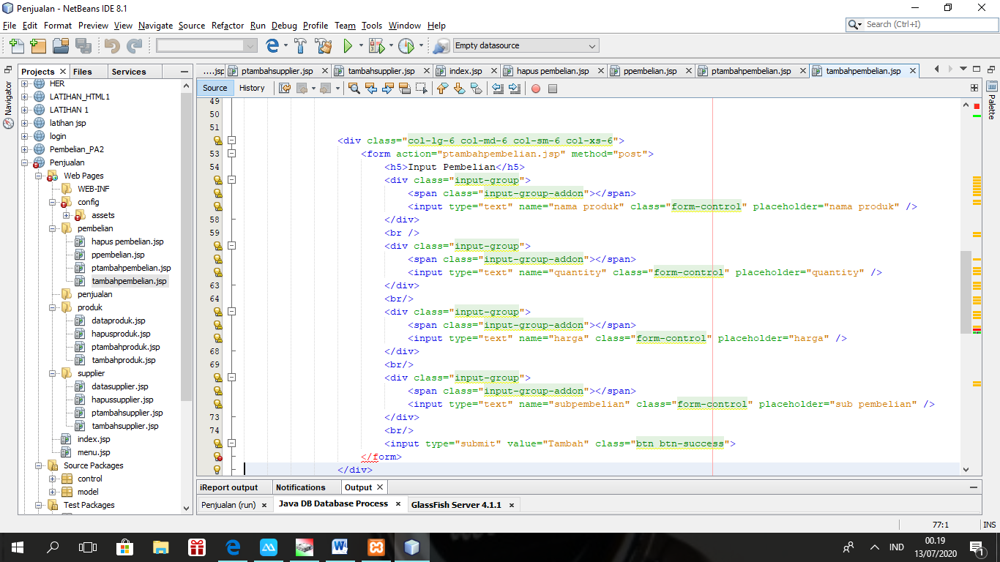 Penjualan - NetBeans IDE 8.1
File Edit Format Preview View Navigate Source Refactor Run Debug Profile Team Tools Window Help
Search (Ctrl+I)
Empty datasource
Projects Files Services
....jsp ptambahsupplier.jsp tambahsupplier.jsp index.jsp hapus pembelian.jsp ppembelian.jsp ptambahpembelian.jsp tambahpembelian.jsp
Navigator
Palette
Source History
HER
LATIHAN_HTML1
LATIHAN 1
latihan jsp
login
Pembelian_PA2
Penjualan
Web Pages
WEB-INF
config
assets
pembelian
hapus pembelian.jsp
ppembelian.jsp
ptambahpembelian.jsp
tambahpembelian.jsp
penjualan
produk
dataproduk.jsp
hapusproduk.jsp
ptambahproduk.jsp
tambahproduk.jsp
supplier
datasupplier.jsp
hapussupplier.jsp
ptambahsupplier.jsp
tambahsupplier.jsp
index.jsp
menu.jsp
Source Packages
control
model
Test Packages
49
50
51
<div class="col-lg-6 col-md-6 col-sm-6 col-xs-6">
53 <form action="ptambahpembelian.jsp" method="post">
54 <h5>Input Pembelian</h5>
<div class="input-group">
<span class="input-group-addon"></span>
<input type="text" name="nama produk" class="form-control" placeholder="nama produk" />
58 </div>
59 <br />
<div class="input-group">
<span class="input-group-addon"></span>
<input type="text" name="quantity" class="form-control" placeholder="quantity" />
63 </div>
64 <br/>
<div class="input-group">
<span class="input-group-addon"></span>
<input type="text" name="harga" class="form-control" placeholder="harga" />
68 </div>
69 <br/>
<div class="input-group">
<span class="input-group-addon"></span>
<input type="text" name="subpembelian" class="form-control" placeholder="sub pembelian" />
73 </div>
74 <br/>
<input type="submit" value="Tambah" class="btn btn-success">
</form>
</div>
iReport output Notifications Output
Penjualan (run) Java DB Database Process GlassFish Server 4.1.1
77:1 INS
IND
00.19
13/07/2020
1